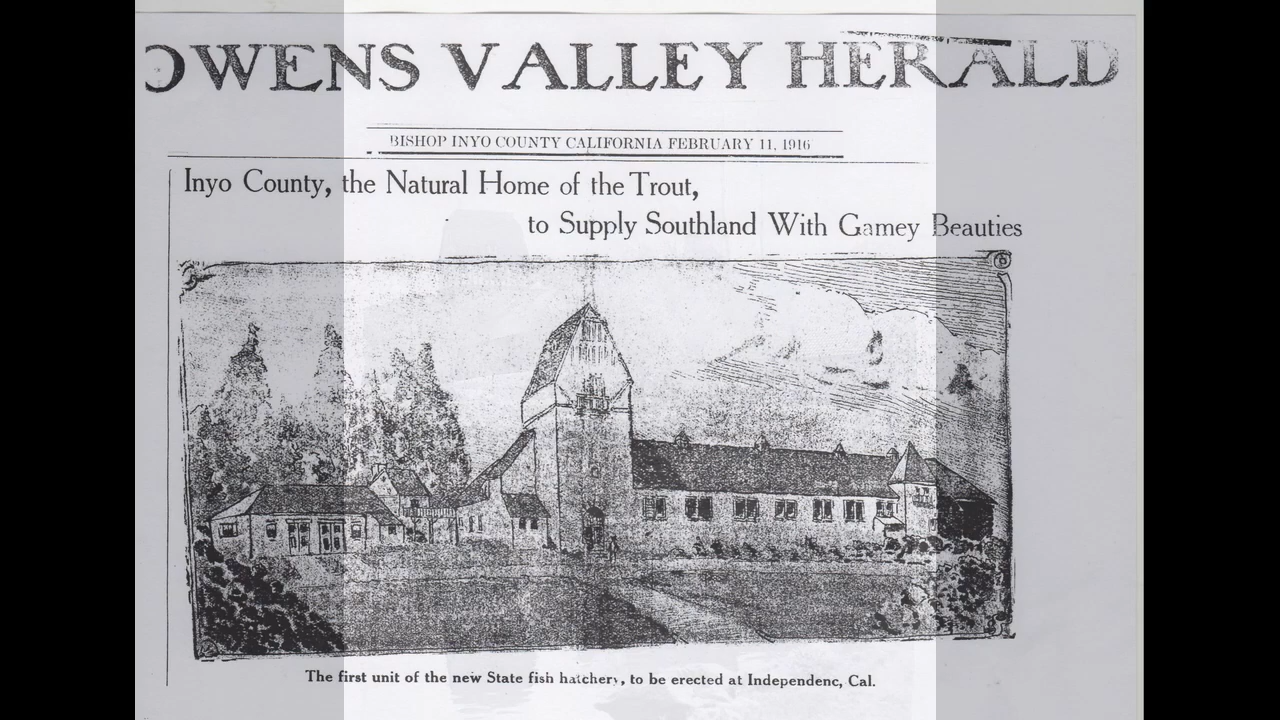 OWENS VALLEY HERALD
BISHOP INYO COUNTY CALIFORNIA FEBRUARY 11, 1916
Inyo County, the Natural Home of the Trout,
to Supply Southland With Gamey Beauties
The first unit of the new State fish hatchery, to be erected at Independenc, Cal.